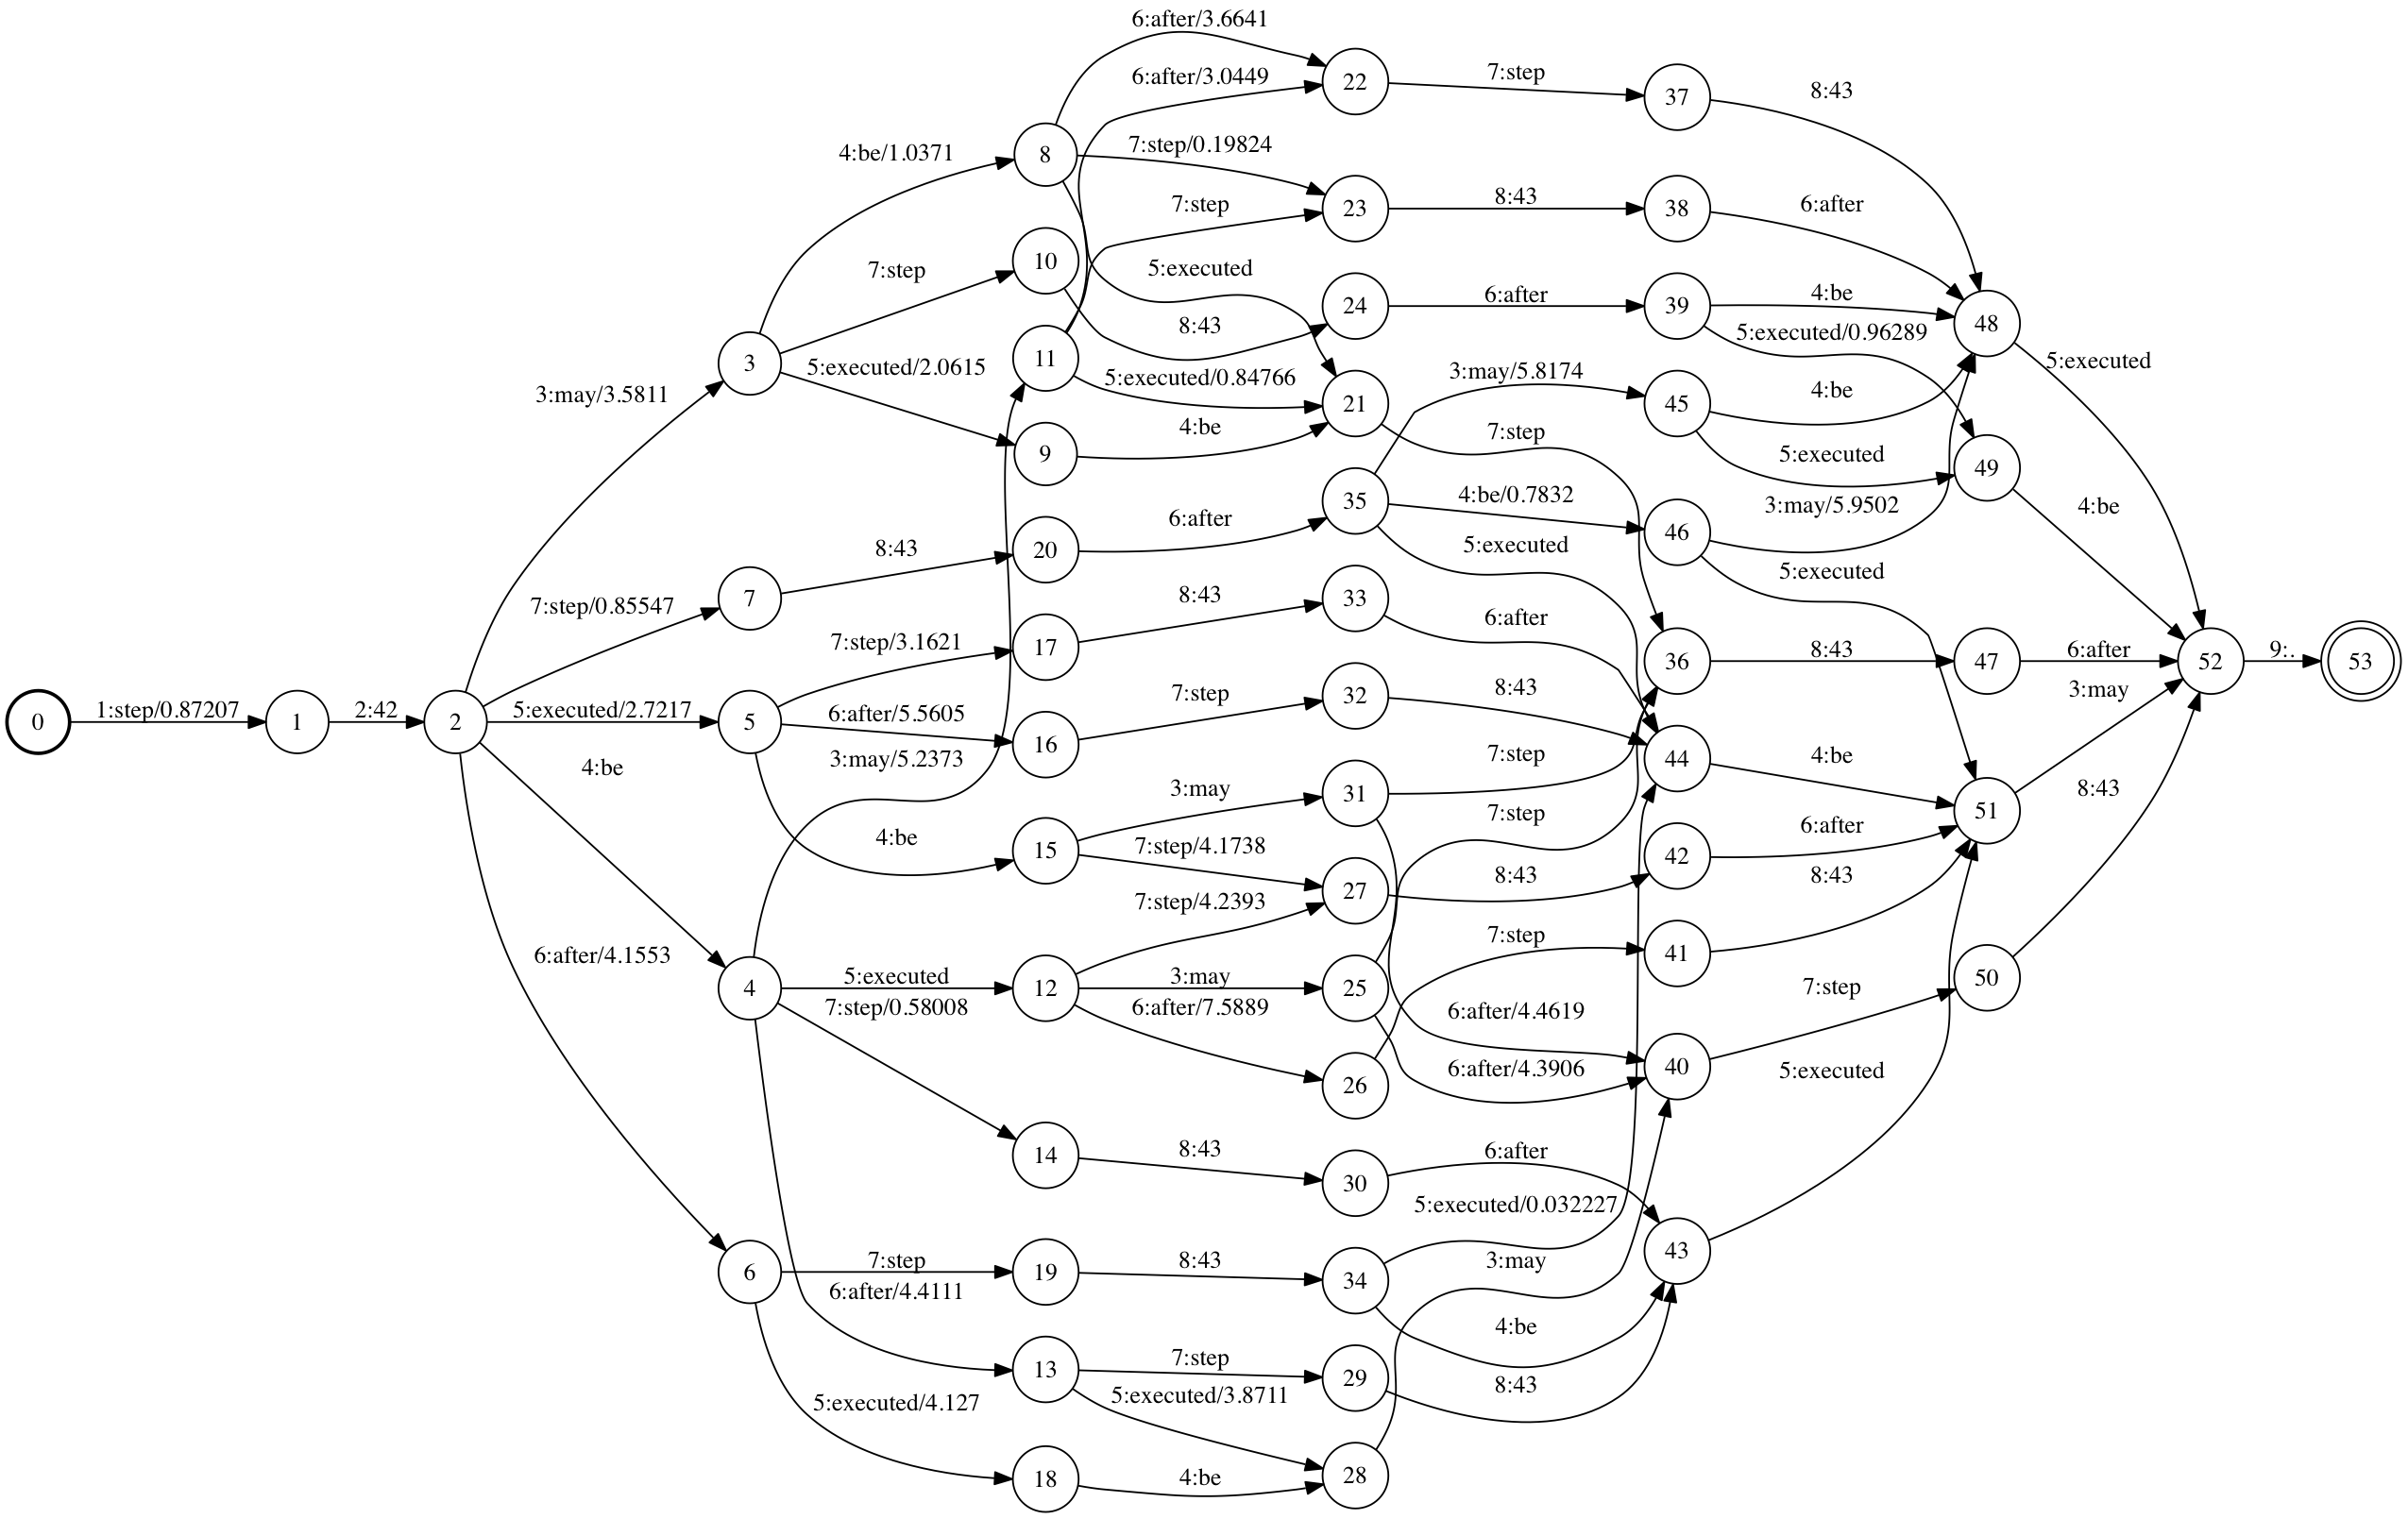 0
1:step/0.87207
1
2:42
2
3:may/3.5811
7:step/0.85547
5:executed/2.7217
4:be
6:after/4.1553
3
7
5
4
6
4:be/1.0371
7:step
5:executed/2.0615
8:43
7:step/3.1621
6:after/5.5605
3:may/5.2373
4:be
5:executed
7:step/0.58008
7:step
6:after/4.4111
5:executed/4.127
8
10
11
9
20
17
16
15
12
14
19
13
18
6:after/3.6641
6:after/3.0449
7:step/0.19824
7:step
5:executed
8:43
5:executed/0.84766
4:be
6:after
8:43
7:step
3:may
7:step/4.1738
7:step/4.2393
3:may
6:after/7.5889
8:43
8:43
7:step
5:executed/3.8711
4:be
22
23
24
21
35
33
32
31
27
25
26
30
34
29
28
7:step
8:43
6:after
3:may/5.8174
7:step
4:be/0.7832
5:executed
6:after
8:43
7:step
7:step
8:43
7:step
6:after/4.4619
6:after/4.3906
6:after
5:executed/0.032227
3:may
4:be
8:43
37
38
39
45
46
36
44
42
41
40
43
8:43
6:after
4:be
5:executed/0.96289
4:be
5:executed
3:may/5.9502
5:executed
8:43
4:be
6:after
8:43
7:step
5:executed
48
49
47
51
50
5:executed
4:be
6:after
3:may
8:43
52
9:.
53